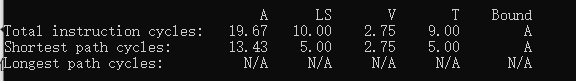 A LS V T Bound
Total instruction cycles: 19.67 10.00 2.75 9.00 A
Shortest path cycles: 13.43 5.00 2.75 5.00 A
Longest path cycles: N/A N/A N/A N/A N/A